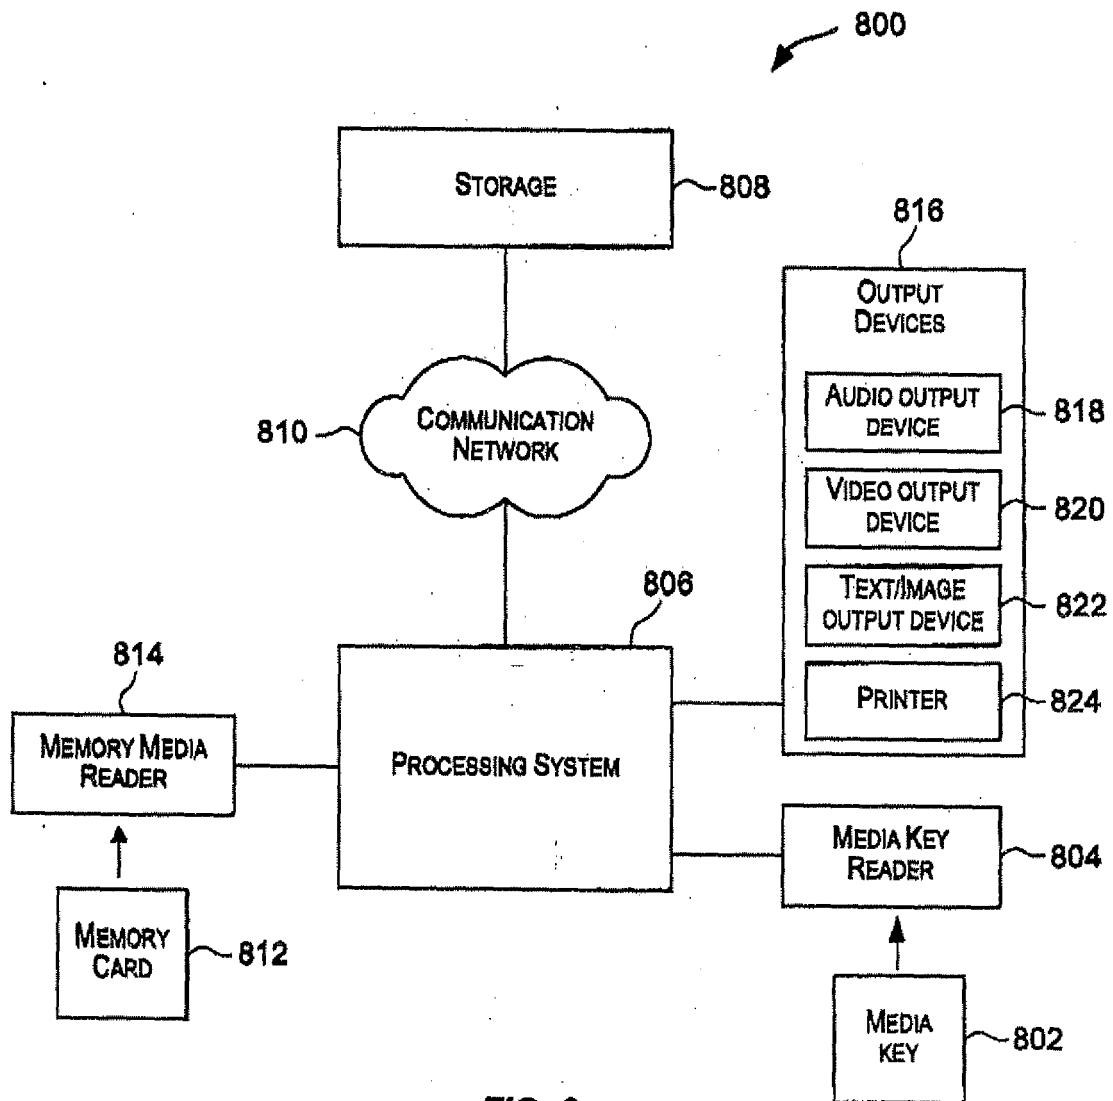 800
STORAGE
808
816
OUTPUT
DEVICES
AUDIO OUTPUT
DEVICE
818
810
COMMUNICATION
NETWORK
VIDEO OUTPUT
DEVICE
820
TEXT/IMAGE
OUTPUT DEVICE
822
806
PRINTER
824
814
MEMORY MEDIA
READER
PROCESSING SYSTEM
MEDIA KEY
READER
804
MEMORY
CARD
812
MEDIA
KEY
802